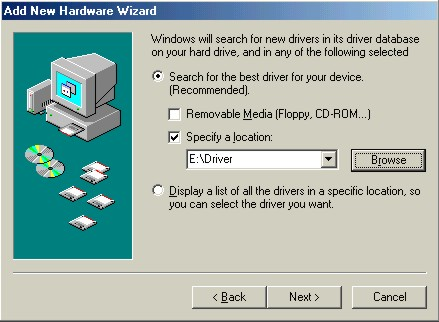 Add New Hardware Wizard
Windows will search for new drivers in its driver database
on your hard drive, and in any of the following selected
Search for the best driver for your device.
(Recommended).
Removable Media (Floppy, CD-ROM...)
Specify a location:
E:\Driver
Browse
Display a list of all the drivers in a specific location, so
you can select the driver you want.
< Back
Next >
Cancel